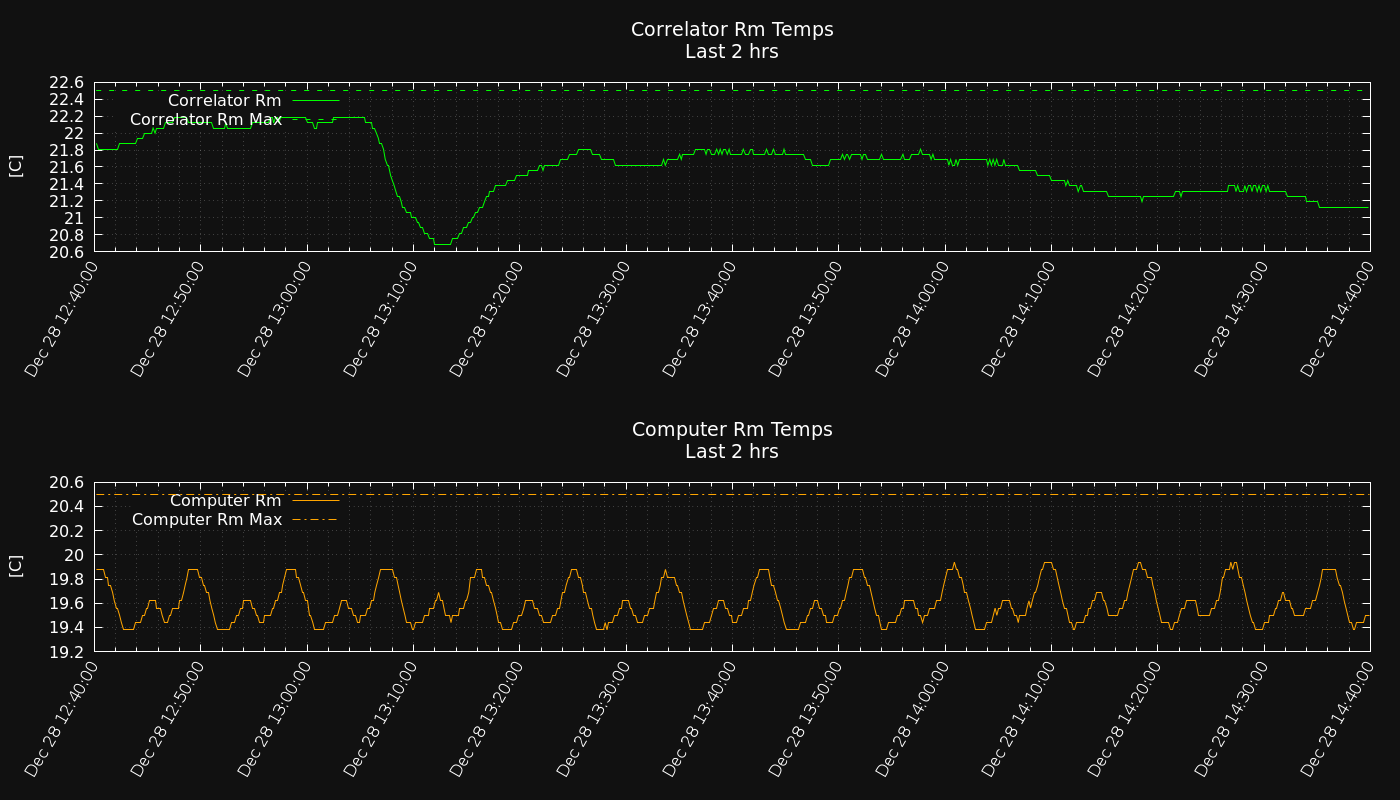 Correlator Rm Temps
Last 2 hrs
22.6
22.4
22.2
22
21.8
21.6
21.4
21.2
21
20.8
20.6
[C]
Correlator Rm
Correlator Rm Max
Dec 28 12:40:00
Dec 28 12:50:00
Dec 28 13:00:00
Dec 28 13:10:00
Dec 28 13:20:00
Dec 28 13:30:00
Dec 28 13:40:00
Dec 28 13:50:00
Dec 28 14:00:00
Dec 28 14:10:00
Dec 28 14:20:00
Dec 28 14:30:00
Dec 28 14:40:00
Computer Rm Temps
Last 2 hrs
20.6
20.4
20.2
20
19.8
19.6
19.4
19.2
[C]
Computer Rm
Computer Rm Max
Dec 28 12:40:00
Dec 28 12:50:00
Dec 28 13:00:00
Dec 28 13:10:00
Dec 28 13:20:00
Dec 28 13:30:00
Dec 28 13:40:00
Dec 28 13:50:00
Dec 28 14:00:00
Dec 28 14:10:00
Dec 28 14:20:00
Dec 28 14:30:00
Dec 28 14:40:00